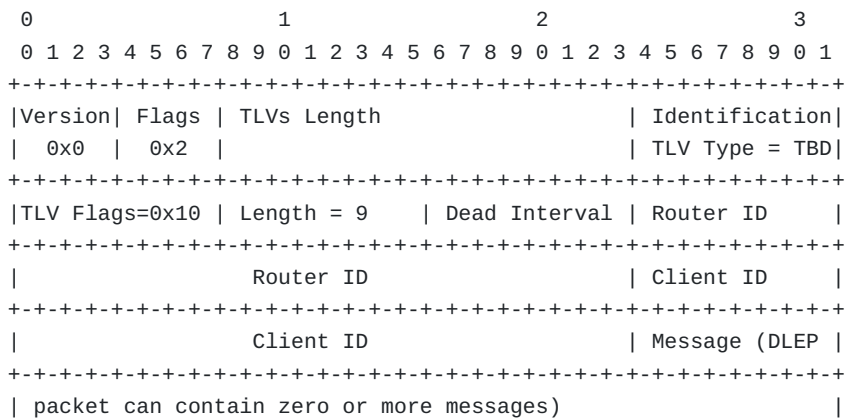 0                   1                   2                   3
 0 1 2 3 4 5 6 7 8 9 0 1 2 3 4 5 6 7 8 9 0 1 2 3 4 5 6 7 8 9 0 1
+-+-+-+-+-+-+-+-+-+-+-+-+-+-+-+-+-+-+-+-+-+-+-+-+-+-+-+-+-+-+-+-+
|Version| Flags | TLVs Length                   | Identification|
|  0x0  |  0x2  |                               | TLV Type = TBD|
+-+-+-+-+-+-+-+-+-+-+-+-+-+-+-+-+-+-+-+-+-+-+-+-+-+-+-+-+-+-+-+-+
|TLV Flags=0x10 | Length = 9    | Dead Interval | Router ID     |
+-+-+-+-+-+-+-+-+-+-+-+-+-+-+-+-+-+-+-+-+-+-+-+-+-+-+-+-+-+-+-+-+
|                 Router ID                     | Client ID     |
+-+-+-+-+-+-+-+-+-+-+-+-+-+-+-+-+-+-+-+-+-+-+-+-+-+-+-+-+-+-+-+-+
|                 Client ID                     | Message (DLEP |
+-+-+-+-+-+-+-+-+-+-+-+-+-+-+-+-+-+-+-+-+-+-+-+-+-+-+-+-+-+-+-+-+
| packet can contain zero or more messages)                     |